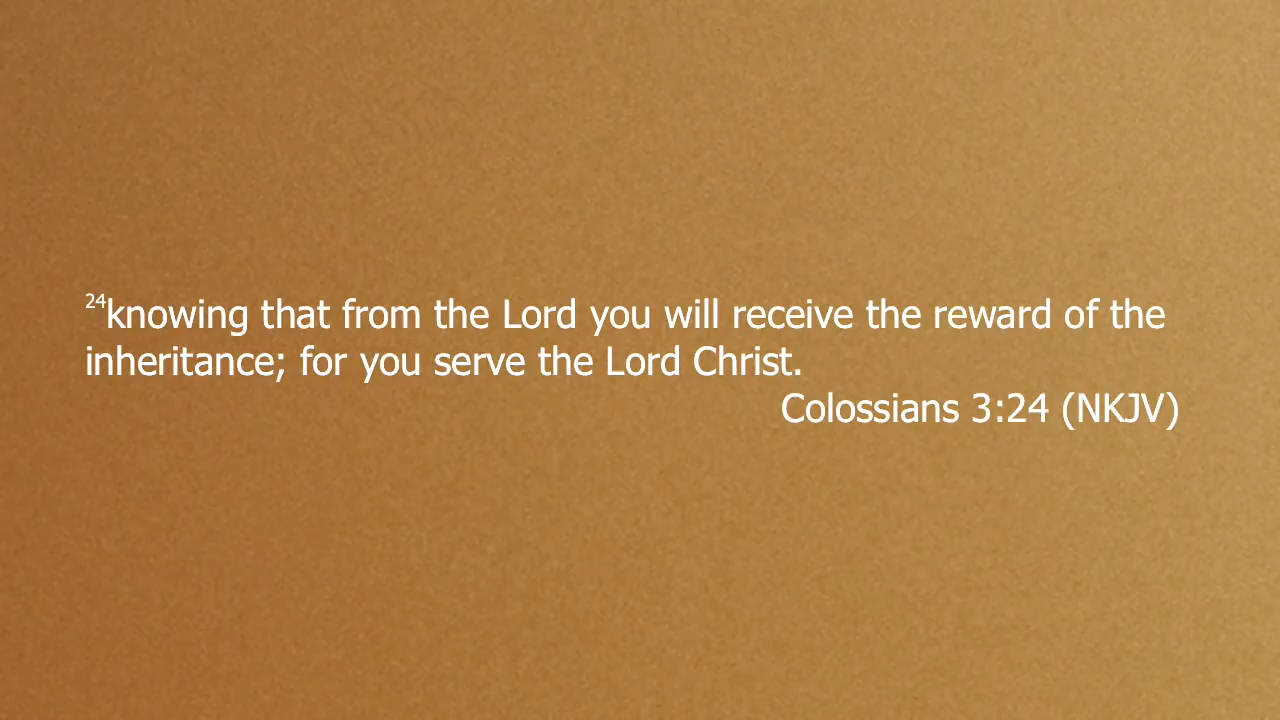 24knowing that from the Lord you will receive the reward of the
inheritance; for you serve the Lord Christ.
Colossians 3:24 (NKJV)